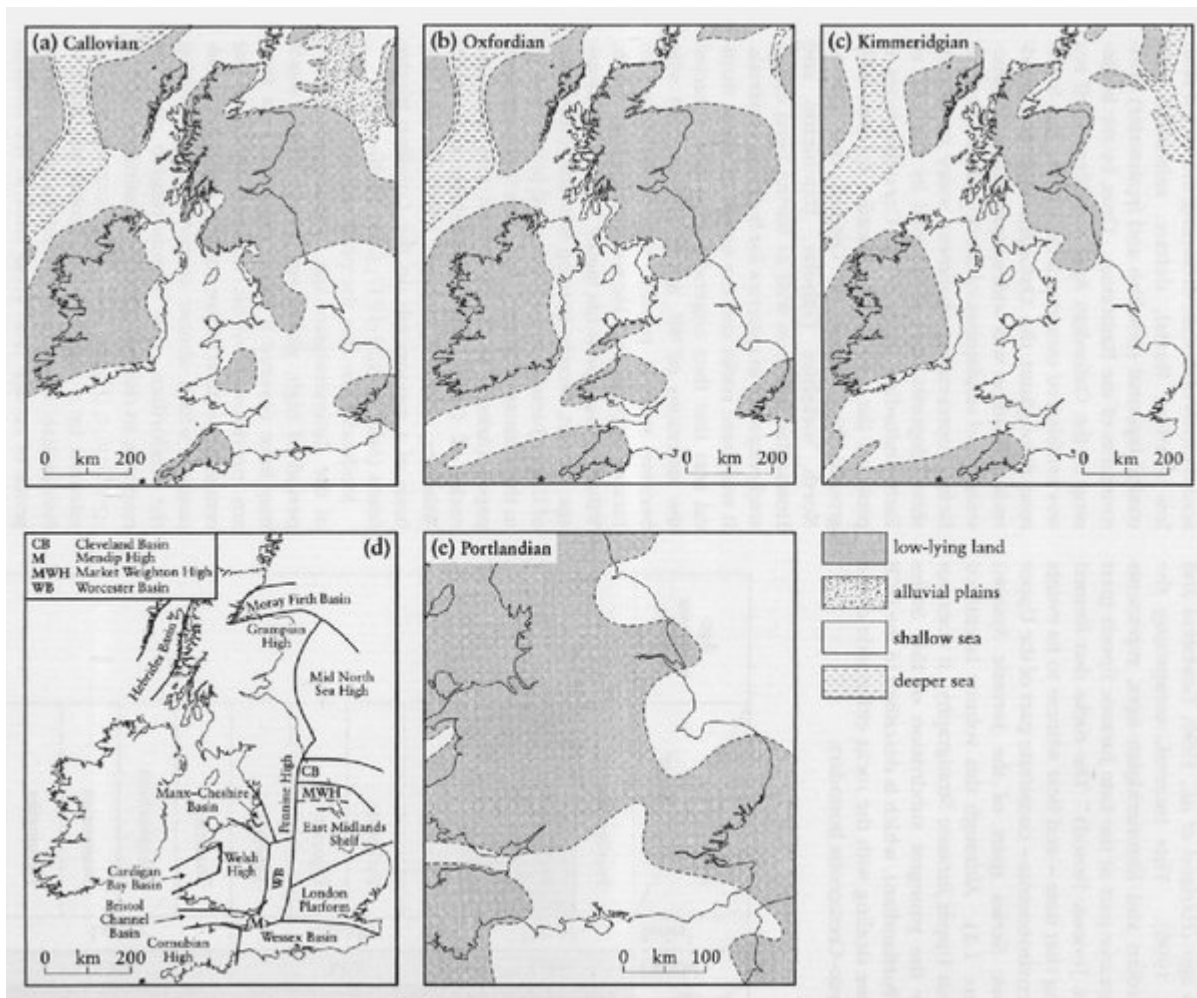 (a) Callovian
0 km 200
(b) Oxfordian
0 km 200
(c) Kimmeridgian
0 km 200
CB Cleveland Basin
M Mendip High
MWH Market Weighton High
WB Worcester Basin
(d)
Moray Firth Basin
Grampian
High
Hebrides Basin
Mid North
Sea High
Pennine High
CB
MWH
Manx–Cheshire
Basin
East Midlands
Shelf
Welsh
High
Cardigan
Bay Basin
WB
London
Platform
Bristol
Channel
Basin
M
Wessex Basin
Cornubian
High
0 km 200
(e) Portlandian
0 km 100
low-lying land
alluvial plains
shallow sea
deeper sea